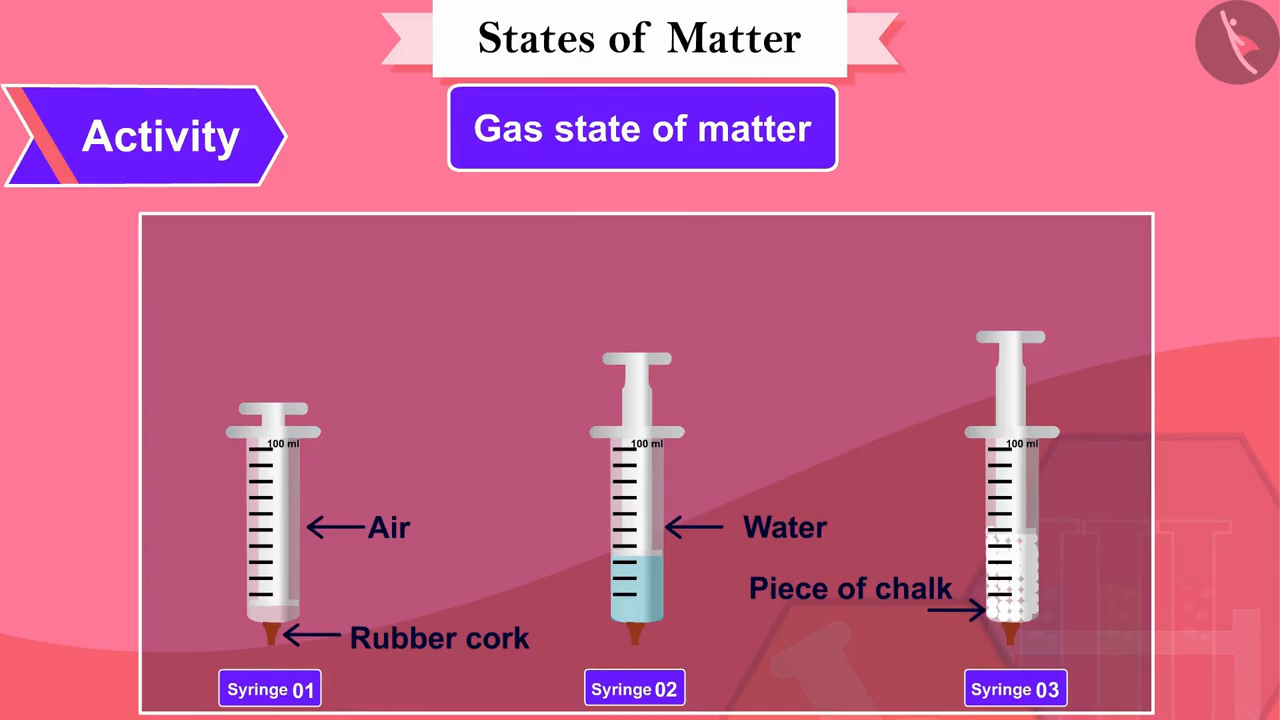 States of Matter
Activity
Gas state of matter
100 ml
100 ml
100 ml
Air
Water
Piece of chalk
Rubber cork
Syringe 01
Syringe 02
Syringe 03